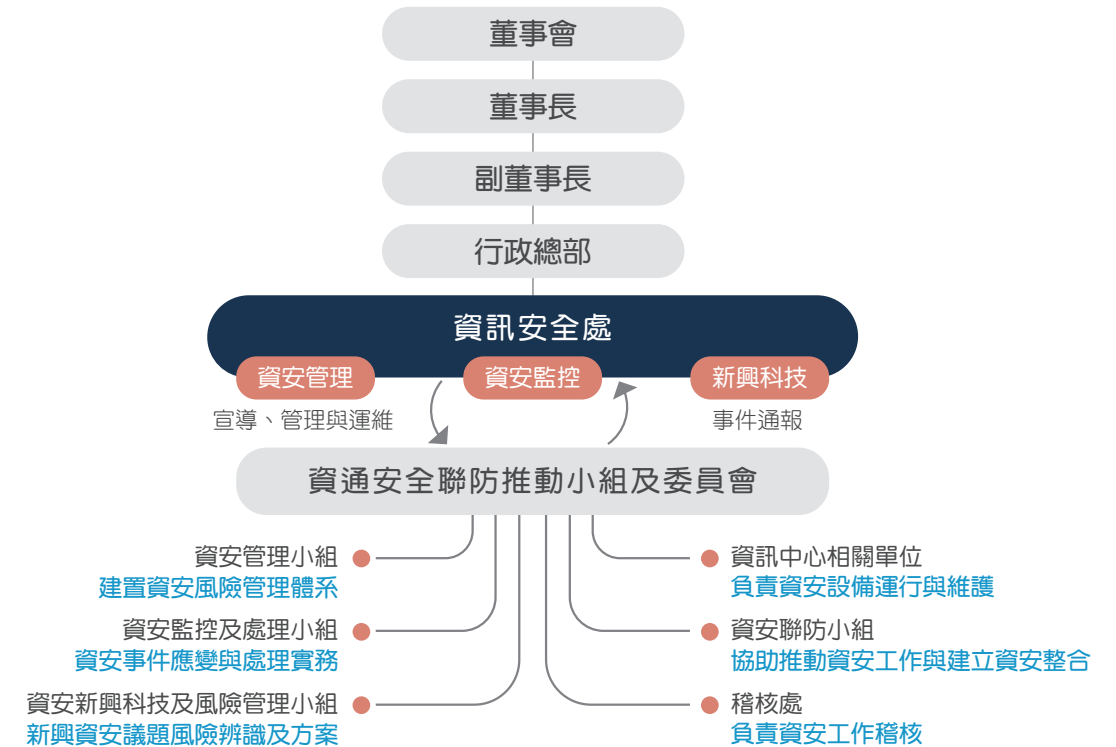 董事會
董事長
副董事長
行政總部
資訊安全處
資安管理
資安監控
新興科技
宣導、管理與運維
事件通報
資通安全聯防推動小組及委員會
資安管理小組
建置資安風險管理體系
資安監控及處理小組
資安事件應變與處理實務
資安新興科技及風險管理小組
新興資安議題風險辨識及方案
資訊中心相關單位
負責資安設備運行與維護
資安聯防小組
協助推動資安工作與建立資安整合
稽核處
負責資安工作稽核